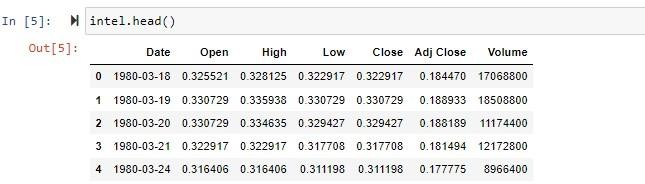 In [5]: intel.head()
Out[5]:
Date Open High Low Close Adj Close Volume
0 1980-03-18 0.325521 0.328125 0.322917 0.322917 0.184470 17068800
1 1980-03-19 0.330729 0.335938 0.330729 0.330729 0.188933 18508800
2 1980-03-20 0.330729 0.334635 0.329427 0.329427 0.188189 11174400
3 1980-03-21 0.322917 0.322917 0.317708 0.317708 0.181494 12172800
4 1980-03-24 0.316406 0.316406 0.311198 0.311198 0.177775 8966400